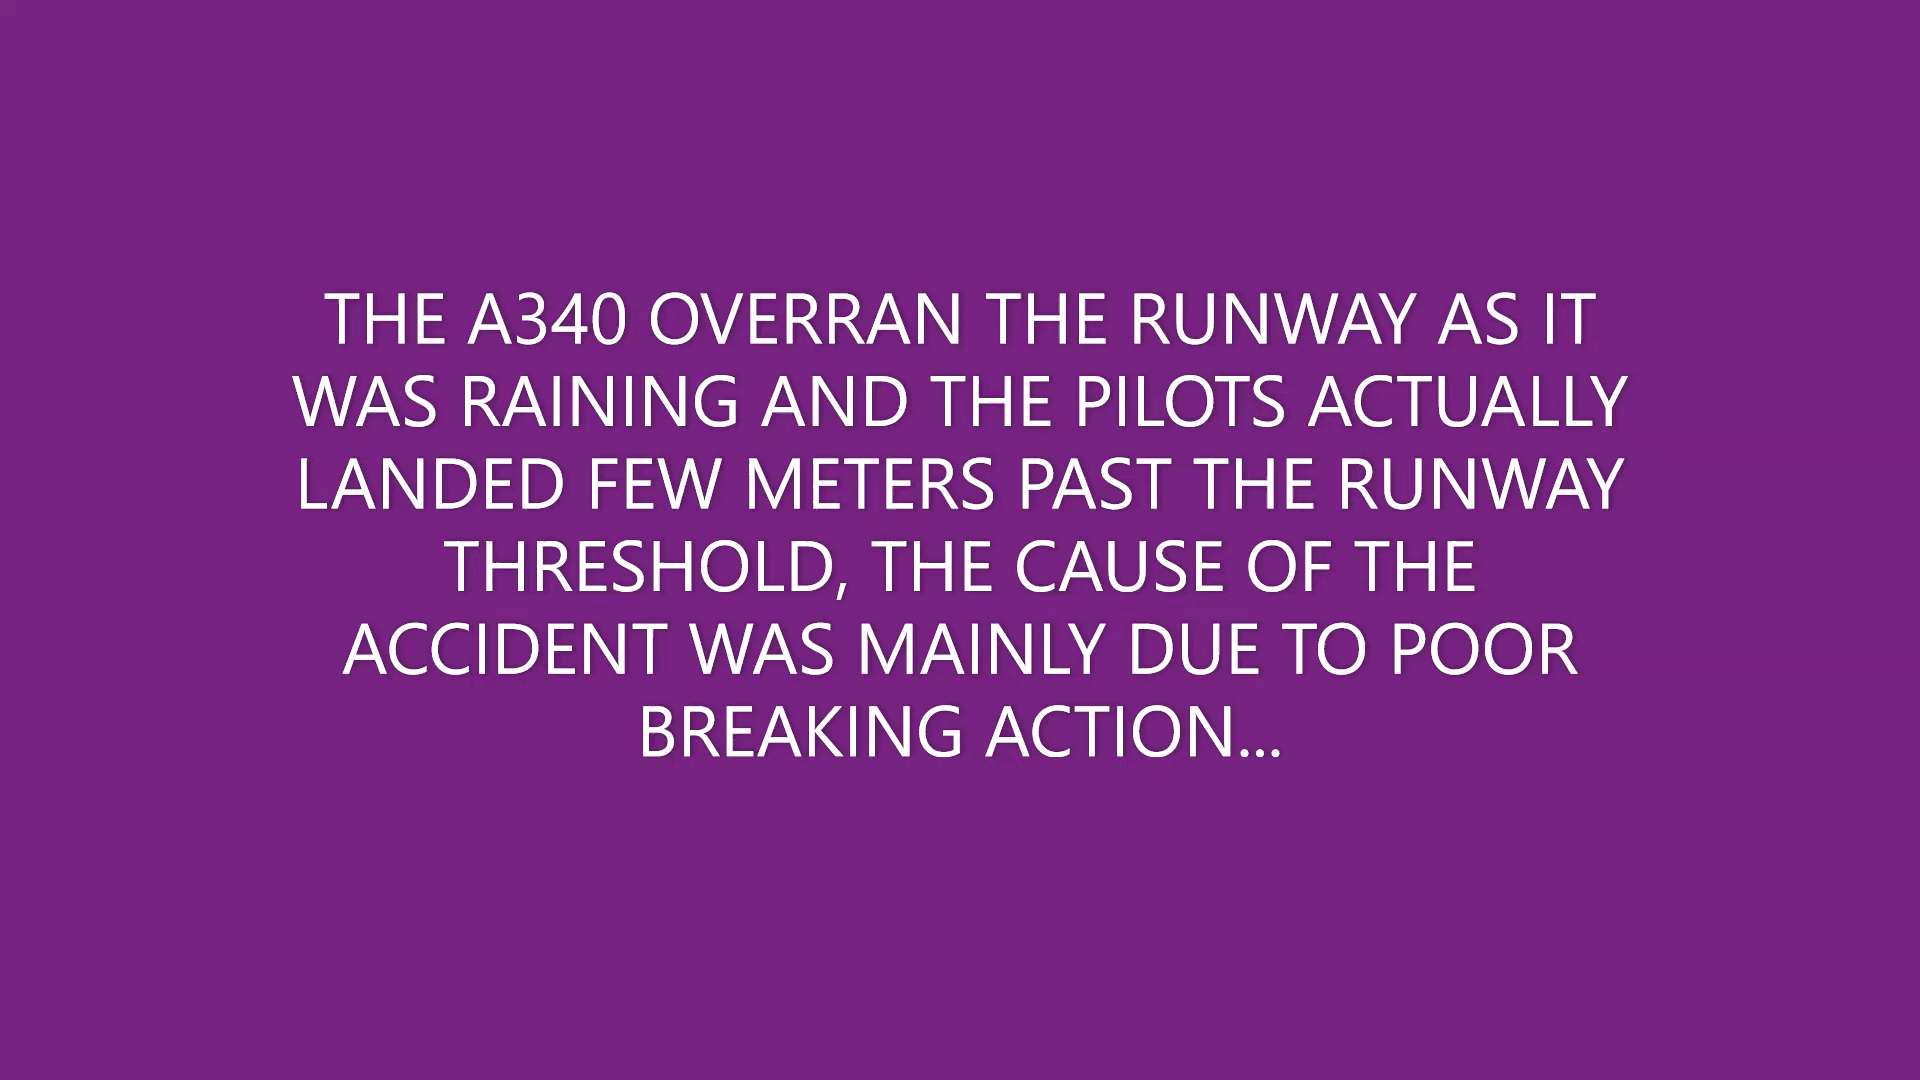 THE A340 OVERRAN THE RUNWAY AS IT
WAS RAINING AND THE PILOTS ACTUALLY
LANDED FEW METERS PAST THE RUNWAY
THRESHOLD, THE CAUSE OF THE
ACCIDENT WAS MAINLY DUE TO POOR
BREAKING ACTION...